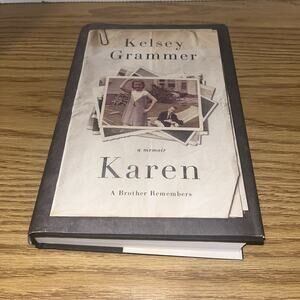 Kelsey
Grammer
a memoir
Karen
A Brother Remembers